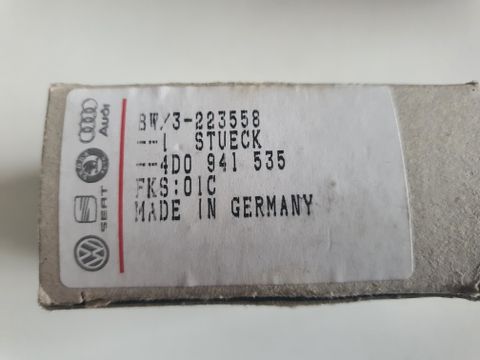 BW/3-223558
--1 STUECK
--4D0 941 535
FKS:01C
MADE IN GERMANY
Audi
SEAT